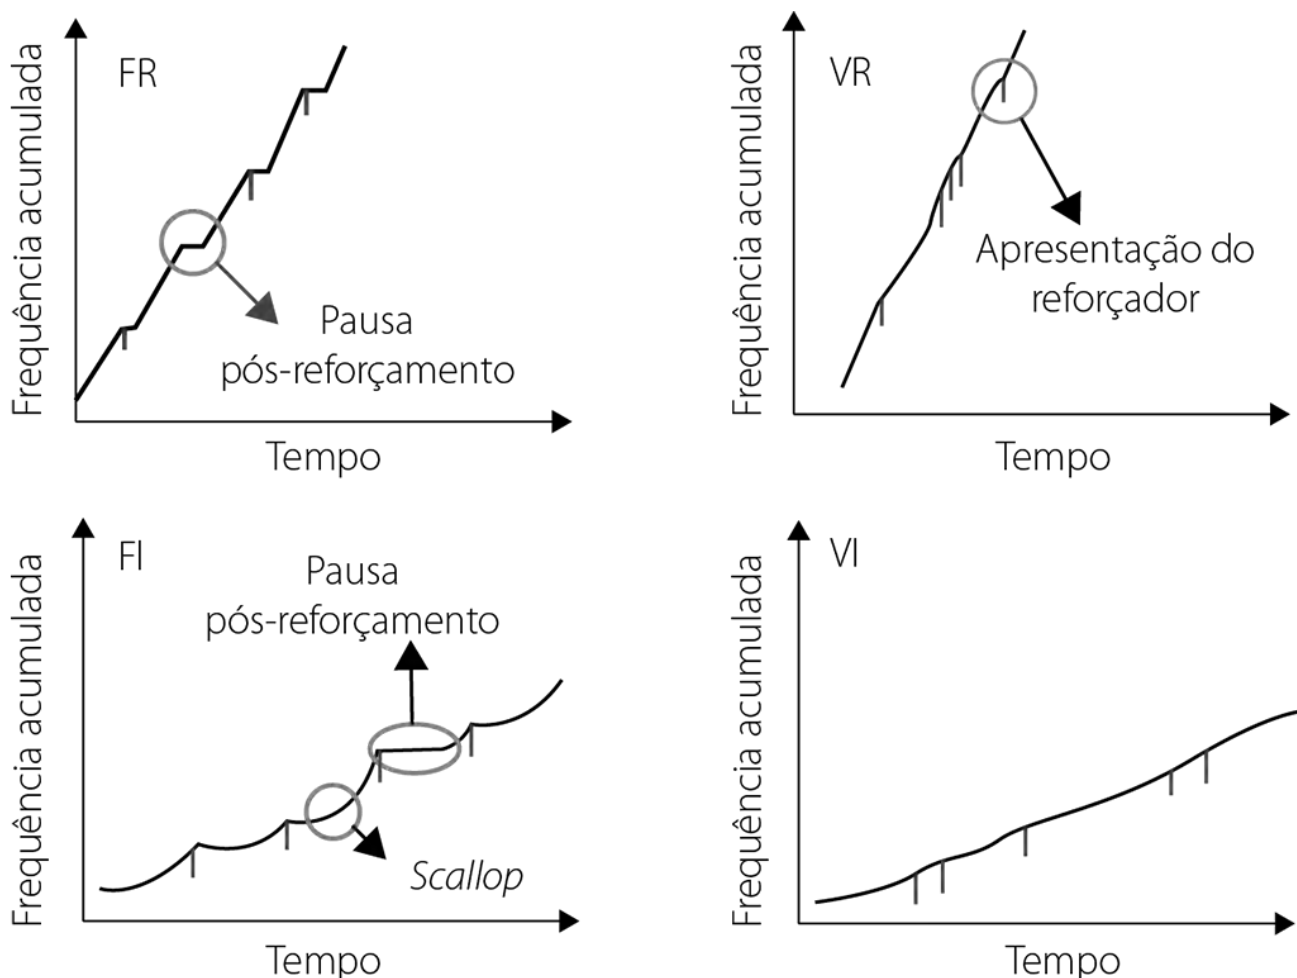 Frequência acumulada
FR
Pausa
pós-reforçamento
Tempo
Frequência acumulada
VR
Apresentação do
reforçador
Tempo
Frequência acumulada
FI
Pausa
pós-reforçamento
Scallop
Tempo
Frequência acumulada
VI
Tempo